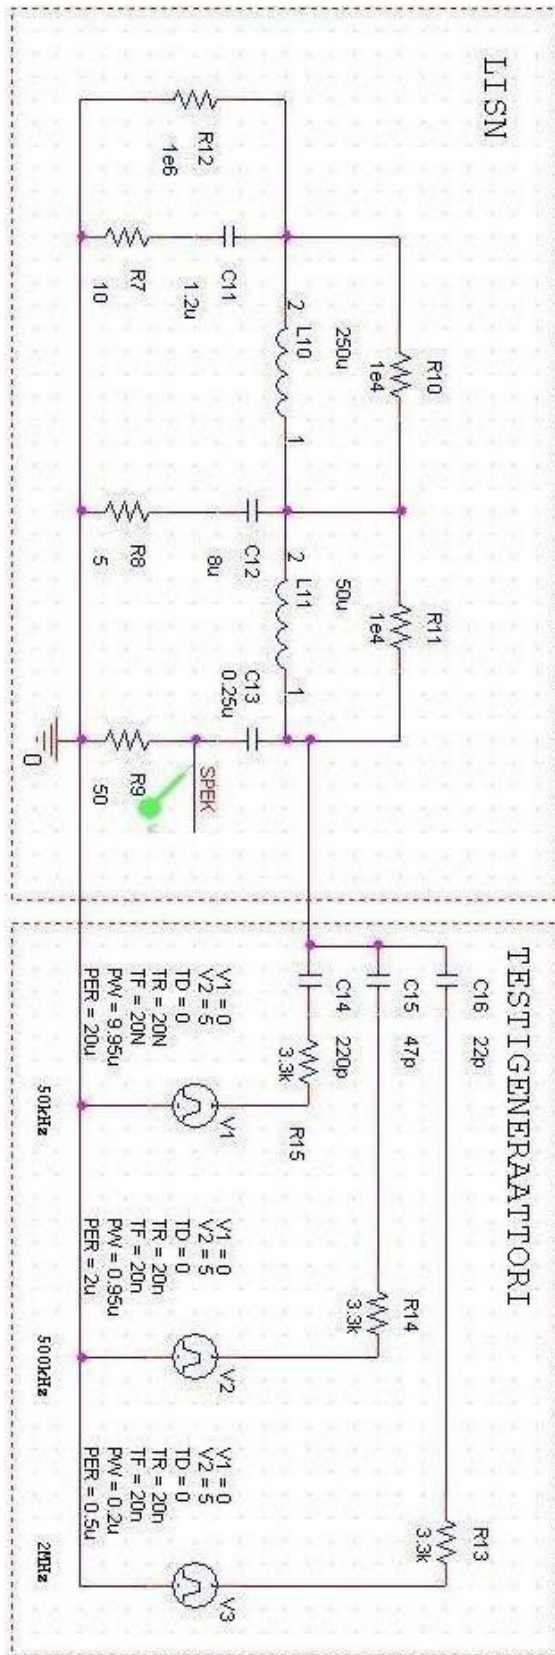 LISN
R12
1e6
C11
1.2u
R7
10
2
L10
1
250u
R10
1e4
C12
8u
R8
5
2
L11
1
50u
R11
1e4
C13
0.25u
SPEK
V
R9
50
0
TESTIGENERAATTORI
C16
22p
C15
47p
C14
220p
R15
3.3k
R14
3.3k
R13
3.3k
V1
V1 = 0
V2 = 5
TD = 0
TR = 20N
TF = 20N
PW = 9.95u
PER = 20u
50kHz
V2
V1 = 0
V2 = 5
TD = 0
TR = 20n
TF = 20n
PW = 0.95u
PER = 2u
500kHz
V3
V1 = 0
V2 = 5
TD = 0
TR = 20n
TF = 20n
PW = 0.2u
PER = 0.5u
2MHz